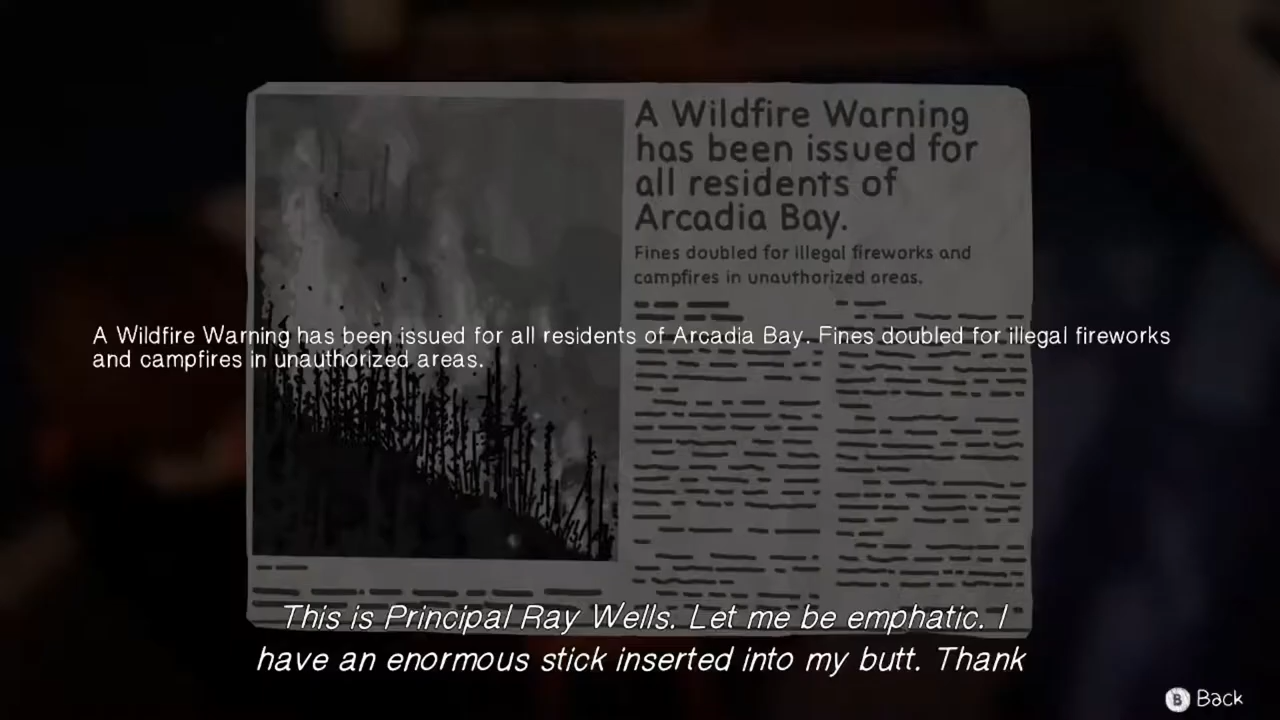 A Wildfire Warning
has been issued for
all residents of
Arcadia Bay.
Fines doubled for illegal fireworks and
campfires in unauthorized areas.
A Wildfire Warning has been issued for all residents of Arcadia Bay. Fines doubled for illegal fireworks
and campfires in unauthorized areas.
This is Principal Ray Wells. Let me be emphatic. I
have an enormous stick inserted into my butt. Thank
B Back